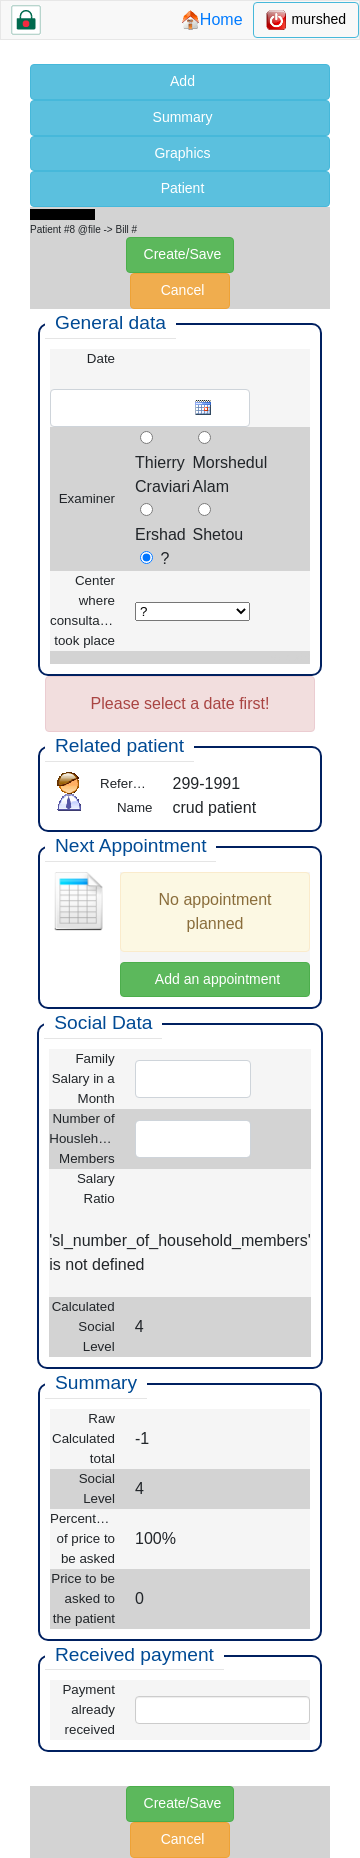 Home murshed
Add
Summary
Graphics
Patient
Patient #8 @file -> Bill #
Create/Save
Cancel
General data
Date
Examiner
Thierry Craviari
Morshedul Alam
Ershad
Shetou
?
Center
where
consulta...
took place
?
Please select a date first!
Related patient
Refer... 299-1991
Name crud patient
Next Appointment
No appointment
planned
Add an appointment
Social Data
Family
Salary in a
Month
Number of
Housleh...
Members
Salary
Ratio
'sl_number_of_household_members'
is not defined
Calculated
Social
Level
4
Summary
Raw
Calculated
total
-1
Social
Level
4
Percent...
of price to
be asked
100%
Price to be
asked to
the patient
0
Received payment
Payment
already
received
Create/Save
Cancel